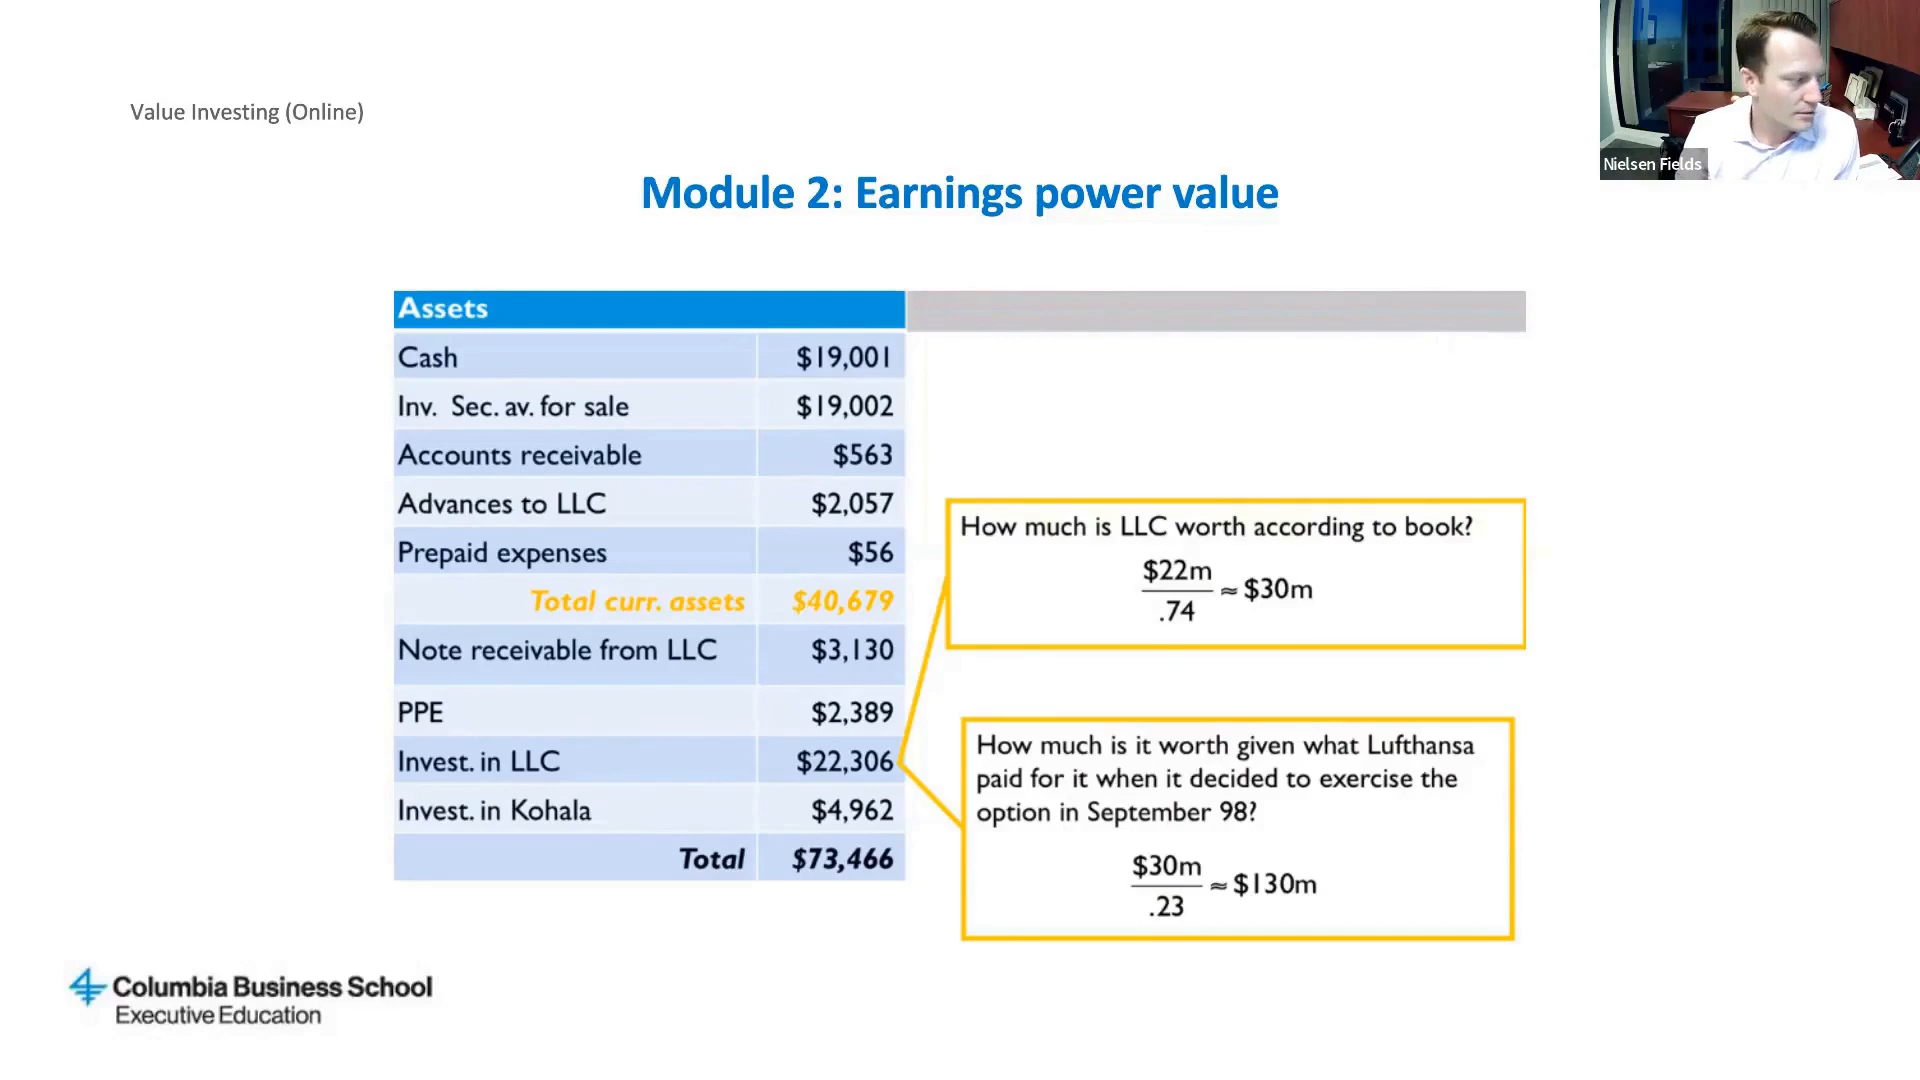 Value Investing (Online)
Nielsen Fields
Module 2: Earnings power value
Assets
Cash $19,001
Inv. Sec. av. for sale $19,002
Accounts receivable $563
Advances to LLC $2,057
Prepaid expenses $56
Total curr. assets $40,679
Note receivable from LLC $3,130
PPE $2,389
Invest. in LLC $22,306
Invest. in Kohala $4,962
Total $73,466
How much is LLC worth according to book?
$22m
.74
≈ $30m
How much is it worth given what Lufthansa
paid for it when it decided to exercise the
option in September 98?
$30m
.23
≈ $130m
Columbia Business School
Executive Education